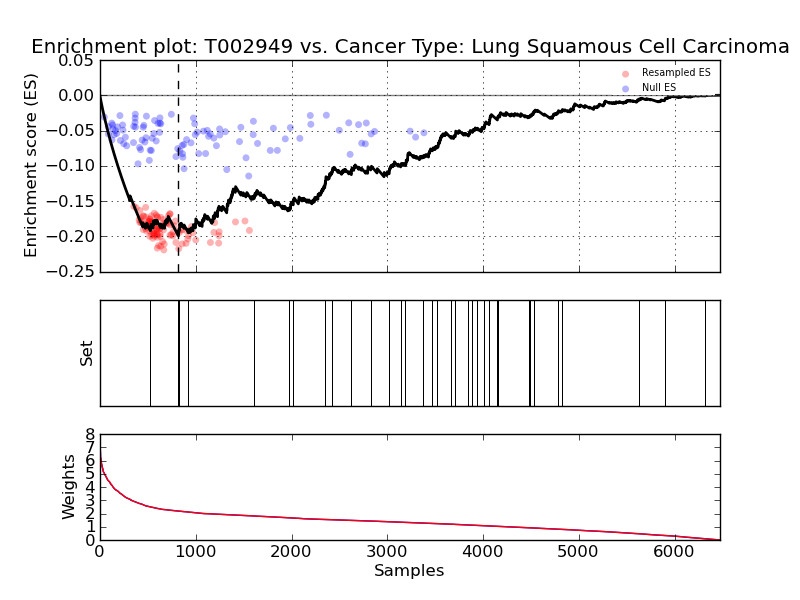 Enrichment plot: T002949 vs. Cancer Type: Lung Squamous Cell Carcinoma
0.05
0.00
−0.05
−0.10
−0.15
−0.20
−0.25
Enrichment score (ES)
Resampled ES
Null ES
Set
8
7
6
5
4
3
2
1
0
Weights
0 1000 2000 3000 4000 5000 6000
Samples